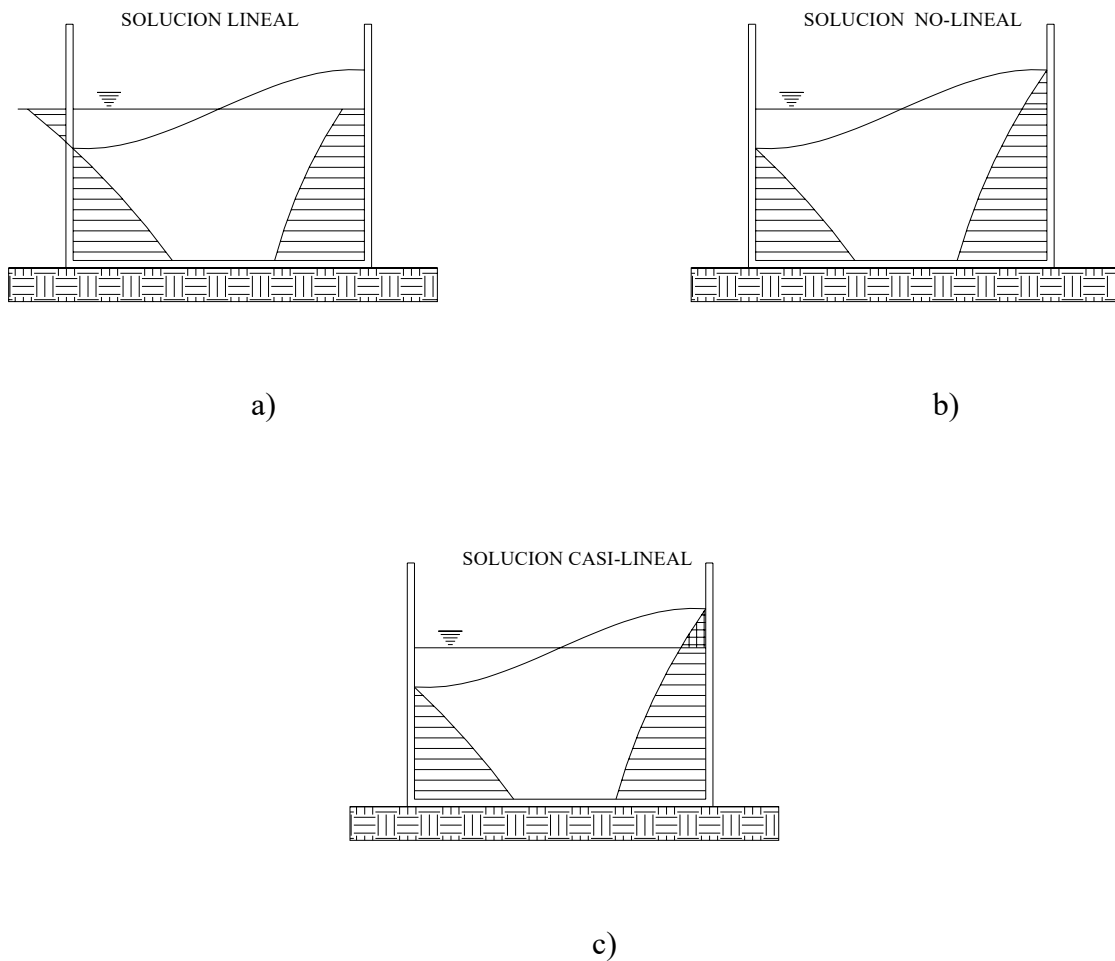 SOLUCION LINEAL
SOLUCION NO-LINEAL
a)
b)
SOLUCION CASI-LINEAL
c)